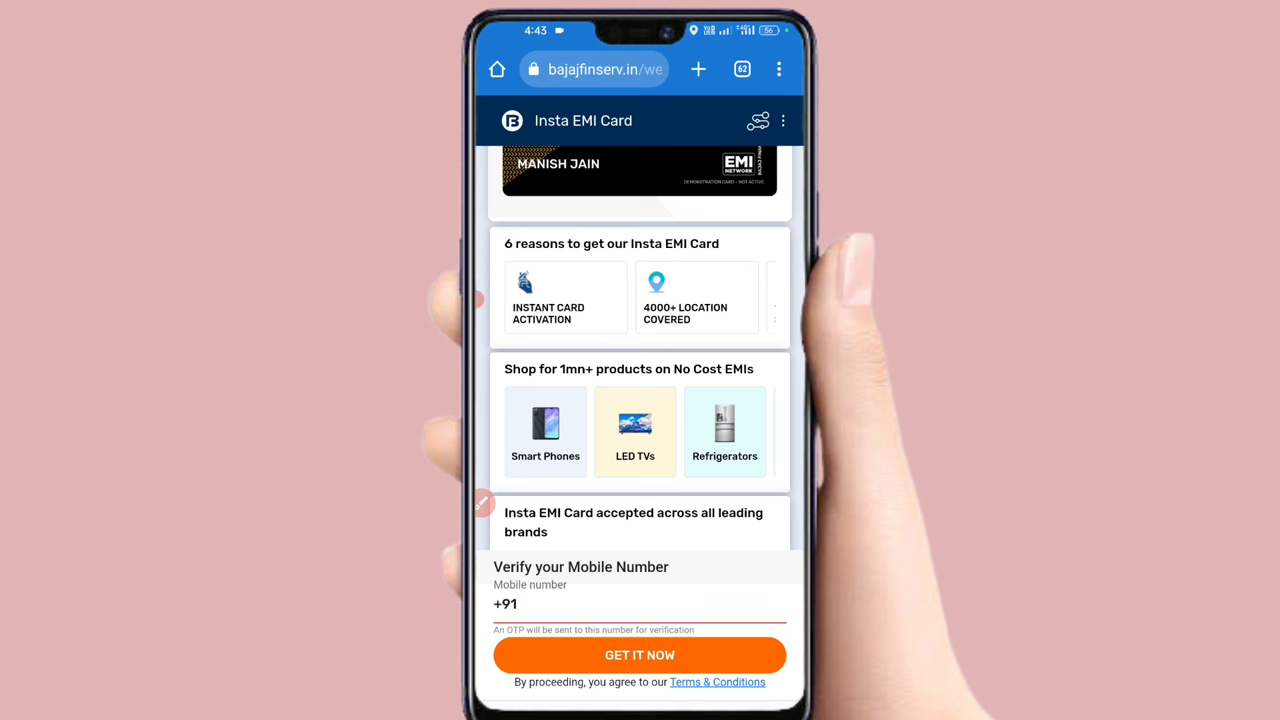 4:43
56
bajajfinserv.in/we
62
Insta EMI Card
MANISH JAIN
EMI
NETWORK
DEMONSTRATION CARD - NOT ACTIVE
6 reasons to get our Insta EMI Card
INSTANT CARD
ACTIVATION
4000+ LOCATION
COVERED
Shop for 1mn+ products on No Cost EMIs
Smart Phones
LED TVs
Refrigerators
Insta EMI Card accepted across all leading
brands
Verify your Mobile Number
Mobile number
+91
An OTP will be sent to this number for verification
GET IT NOW
By proceeding, you agree to our Terms & Conditions